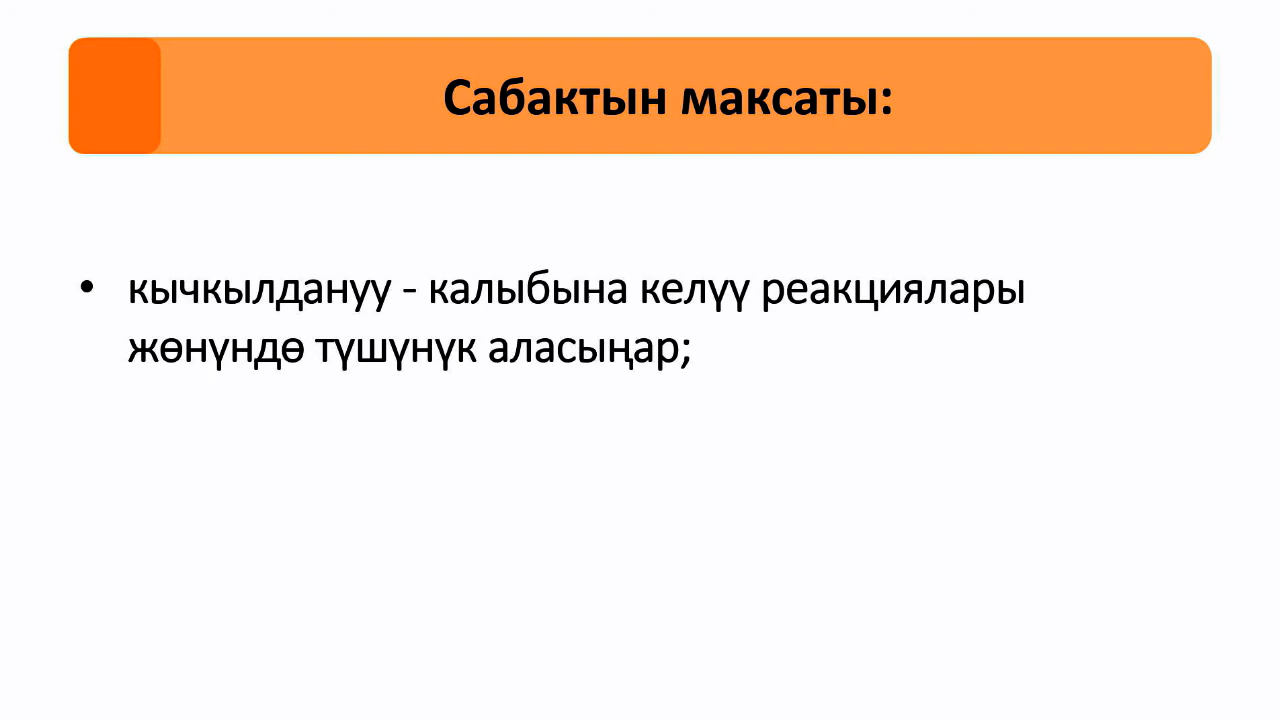 Сабактын максаты:
• кычкылдануу - калыбына келүү реакциялары
жөнүндө түшүнүк аласыңар;